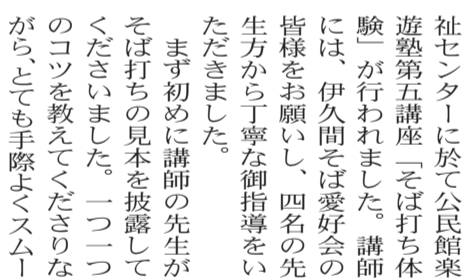 祉センターに於て公民館楽
遊塾第五講座「そば打ち体
験」が行われました。講師
には、伊久間そば愛好会の
皆様をお願いし、四名の先
生方から丁寧な御指導をい
ただきました。
　まず初めに講師の先生が
そば打ちの見本を披露して
くださいました。一つ一つ
のコツを教えてくださりな
がら、とても手際よくスムー